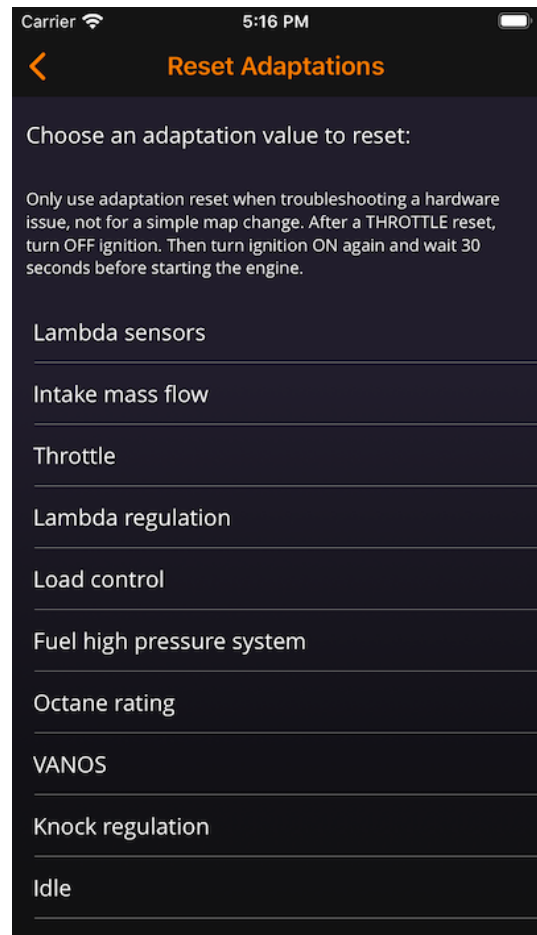 Carrier
5:16 PM
Reset Adaptations
Choose an adaptation value to reset:
Only use adaptation reset when troubleshooting a hardware
issue, not for a simple map change. After a THROTTLE reset,
turn OFF ignition. Then turn ignition ON again and wait 30
seconds before starting the engine.
Lambda sensors
Intake mass flow
Throttle
Lambda regulation
Load control
Fuel high pressure system
Octane rating
VANOS
Knock regulation
Idle